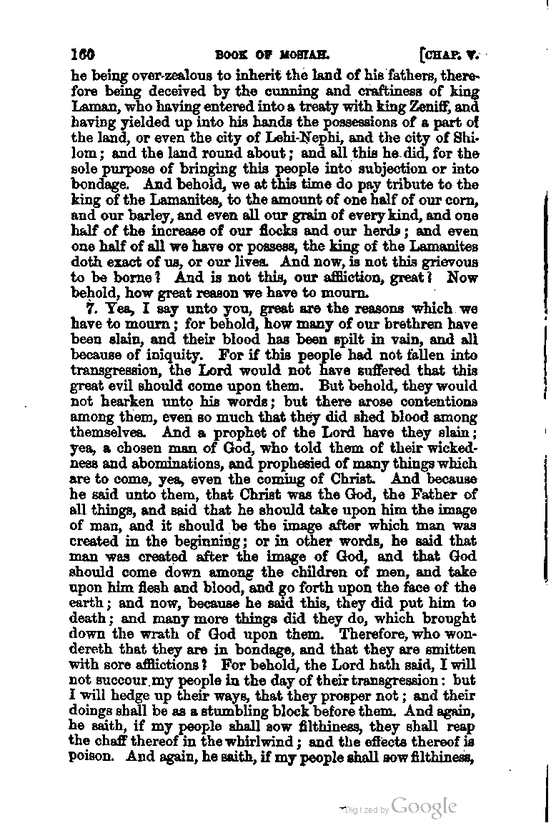 160 BOOK OF MOSIAH. [CHAP. V.
he being over-zealous to inherit the land of his fathers, there-
fore being deceived by the cunning and craftiness of king
Laman, who having entered into a treaty with king Zeniff, and
having yielded up into his hands the possessions of a part of
the land, or even the city of Lehi-Nephi, and the city of Shi-
lom; and the land round about; and all this he did, for the
sole purpose of bringing this people into subjection or into
bondage. And behold, we at this time do pay tribute to the
king of the Lamanites, to the amount of one half of our corn,
and our barley, and even all our grain of every kind, and one
half of the increase of our flocks and our herds; and even
one half of all we have or possess, the king of the Lamanites
doth exact of us, or our lives. And now, is not this grievous
to be borne? And is not this, our affliction, great? Now
behold, how great reason we have to mourn.
7. Yea, I say unto you, great are the reasons which we
have to mourn; for behold, how many of our brethren have
been slain, and their blood has been spilt in vain, and all
because of iniquity. For if this people had not fallen into
transgression, the Lord would not have suffered that this
great evil should come upon them. But behold, they would
not hearken unto his words; but there arose contentions
among them, even so much that they did shed blood among
themselves. And a prophet of the Lord have they slain;
yea, a chosen man of God, who told them of their wicked-
ness and abominations, and prophesied of many things which
are to come, yea, even the coming of Christ. And because
he said unto them, that Christ was the God, the Father of
all things, and said that he should take upon him the image
of man, and it should be the image after which man was
created in the beginning; or in other words, he said that
man was created after the image of God, and that God
should come down among the children of men, and take
upon him flesh and blood, and go forth upon the face of the
earth; and now, because he said this, they did put him to
death; and many more things did they do, which brought
down the wrath of God upon them. Therefore, who won-
dereth that they are in bondage, and that they are smitten
with sore afflictions? For behold, the Lord hath said, I will
not succour my people in the day of their transgression: but
I will hedge up their ways, that they prosper not; and their
doings shall be as a stumbling block before them. And again,
he saith, if my people shall sow filthiness, they shall reap
the chaff thereof in the whirlwind; and the effects thereof is
poison. And again, he saith, if my people shall sow filthiness,
Digitized by Google